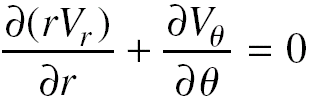 ∂(rV_r)/∂r + ∂V_θ/∂θ = 0